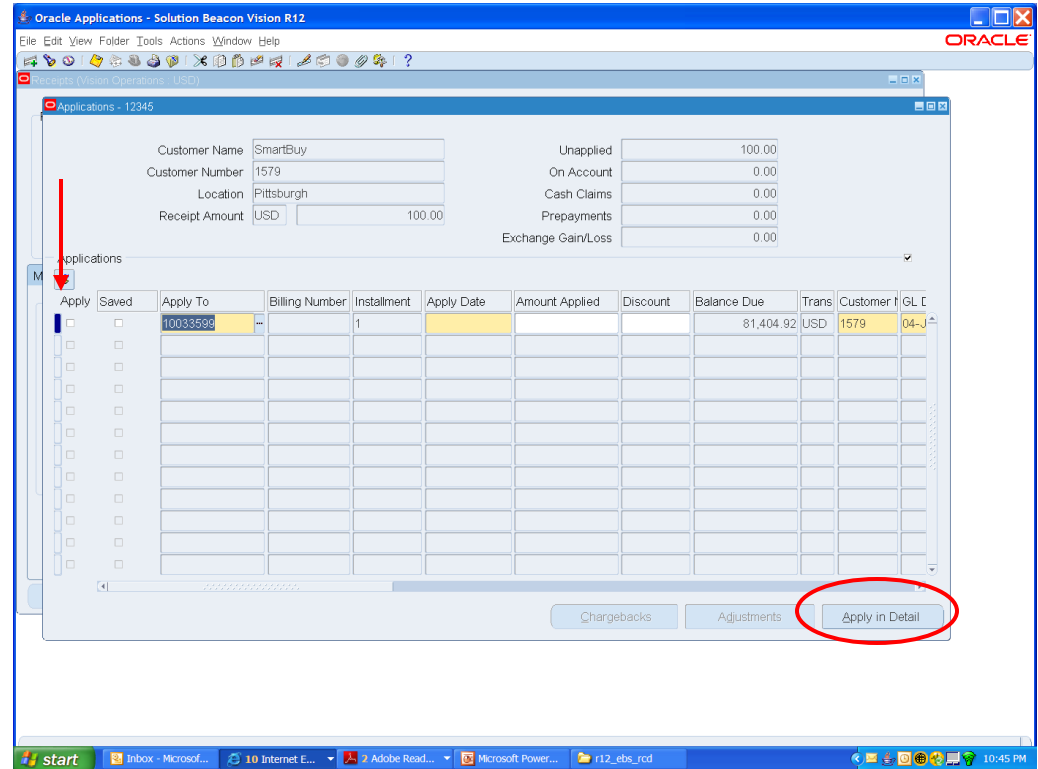 Oracle Applications - Solution Beacon Vision R12
File Edit View Folder Tools Actions Window Help
ORACLE
Receipts (Vision Operations : USD)
Applications - 12345
Customer Name SmartBuy Unapplied 100.00
Customer Number 1579 On Account 0.00
Location Pittsburgh Cash Claims 0.00
Receipt Amount USD 100.00 Prepayments 0.00
Exchange Gain/Loss 0.00
Applications
M
Apply Saved Apply To Billing Number Installment Apply Date Amount Applied Discount Balance Due Trans Customer N GL D
10033599 1 81,404.92 USD 1579 04-J
Chargebacks Adjustments Apply in Detail
start Inbox - Microsof... 10 Internet E... 2 Adobe Read... Microsoft Power... r12_ebs_rcd 10:45 PM